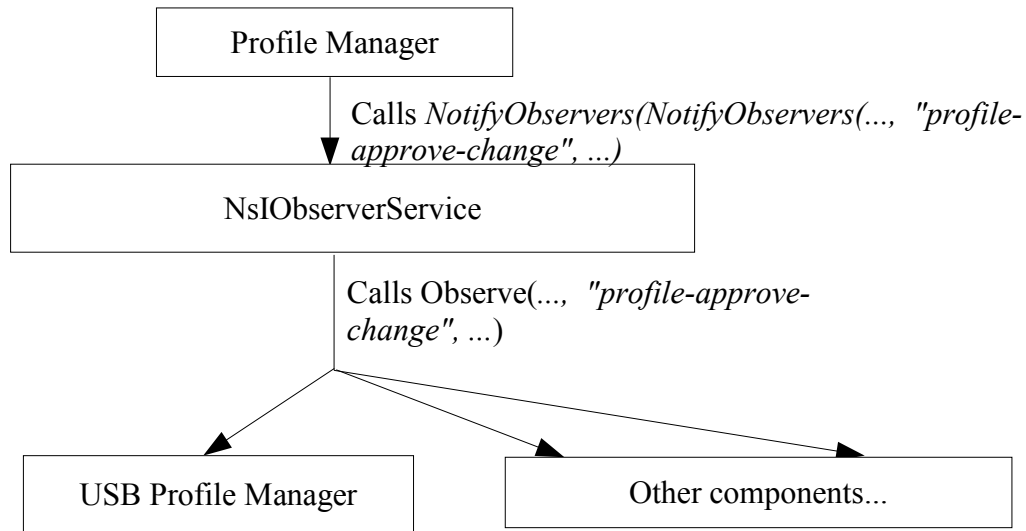 Profile Manager
Calls NotifyObservers(NotifyObservers(..., "profile-
approve-change", ...)
NsIObserverService
Calls Observe(..., "profile-approve-
change", ...)
USB Profile Manager
Other components...